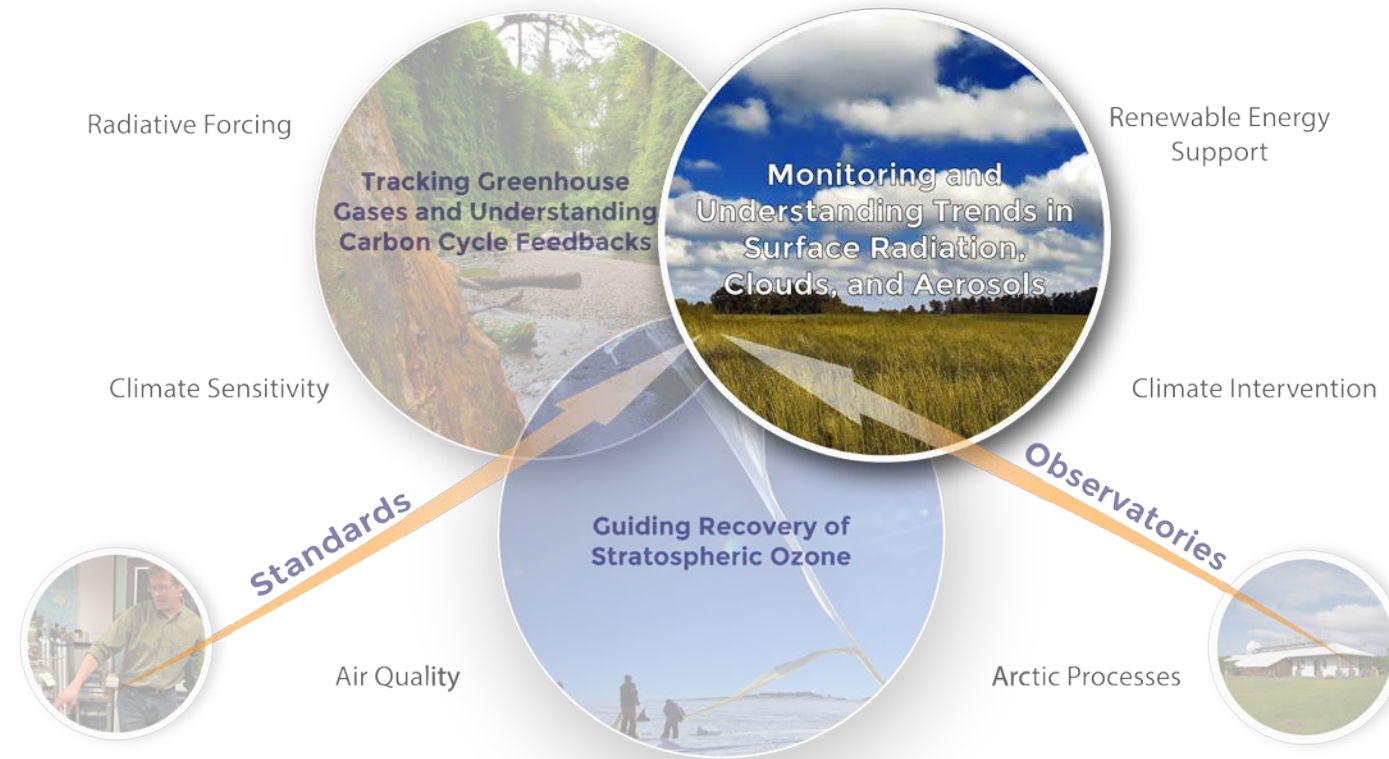 Radiative Forcing
Tracking Greenhouse
Gases and Understanding
Carbon Cycle Feedbacks
Monitoring and
Understanding Trends in
Surface Radiation,
Clouds, and Aerosols
Renewable Energy
Support
Climate Sensitivity
Climate Intervention
Standards
Observatories
Guiding Recovery of
Stratospheric Ozone
Air Quality
Arctic Processes